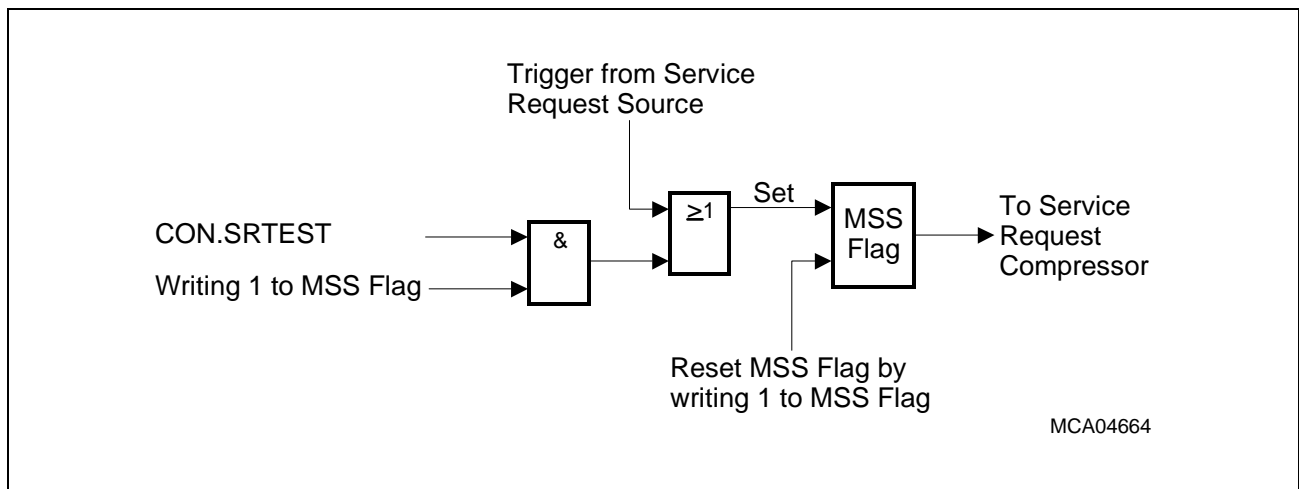 Trigger from Service
Request Source
CON.SRTEST
Writing 1 to MSS Flag
&
≥1
Set
MSS
Flag
To Service
Request
Compressor
Reset MSS Flag by
writing 1 to MSS Flag
MCA04664